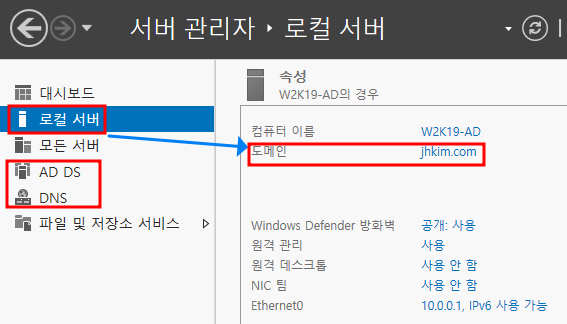 서버 관리자 ‣ 로컬 서버
대시보드
로컬 서버
모든 서버
AD DS
DNS
파일 및 저장소 서비스
속성
W2K19-AD의 경우
컴퓨터 이름 W2K19-AD
도메인 jhkim.com
Windows Defender 방화벽 공개: 사용
원격 관리 사용
원격 데스크톱 사용 안 함
NIC 팀 사용 안 함
Ethernet0 10.0.0.1, IPv6 사용 가능